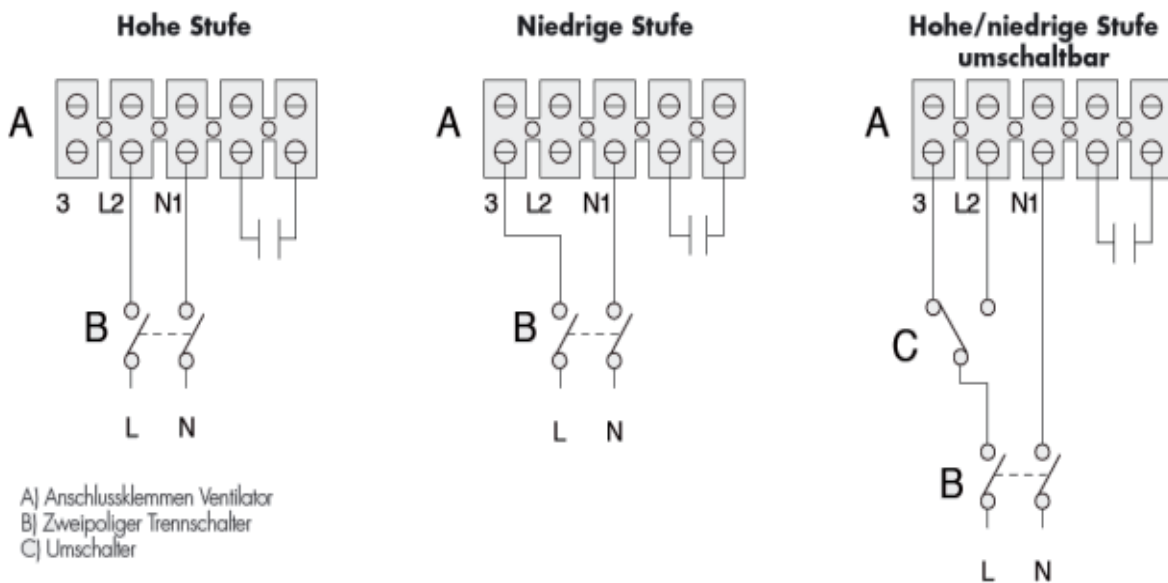 Hohe Stufe
Niedrige Stufe
Hohe/niedrige Stufe
umschaltbar
A
A
A
3 L2 N1
3 L2 N1
3 L2 N1
B
B
C
L N
L N
B
L N
A) Anschlussklemmen Ventilator
B) Zweipoliger Trennschalter
C) Umschalter